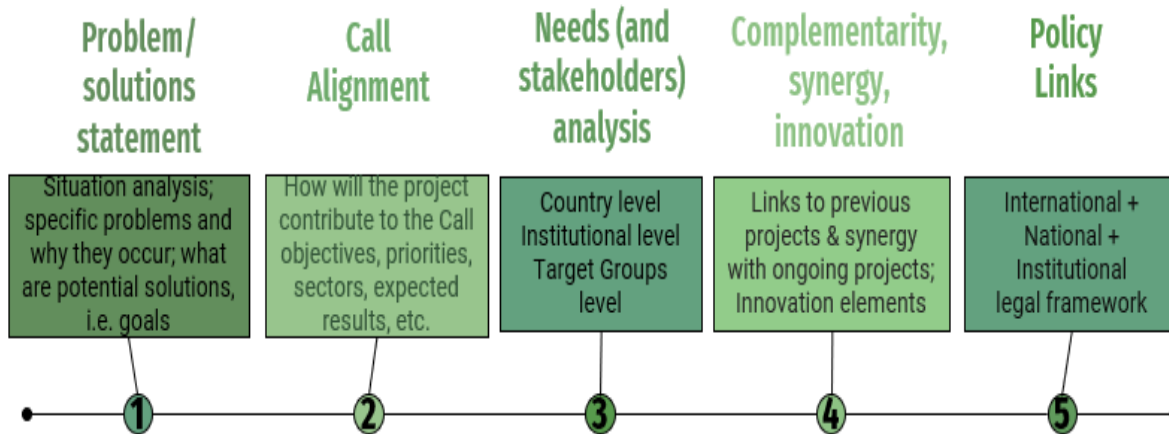 Problem/
solutions
statement
Call
Alignment
Needs (and
stakeholders)
analysis
Complementarity,
synergy,
innovation
Policy
Links
Situation analysis;
specific problems and
why they occur; what
are potential solutions,
i.e. goals
How will the project
contribute to the Call
objectives, priorities,
sectors, expected
results, etc.
Country level
Institutional level
Target Groups
level
Links to previous
projects & synergy
with ongoing projects;
Innovation elements
International +
National +
Institutional
legal framework
1
2
3
4
5